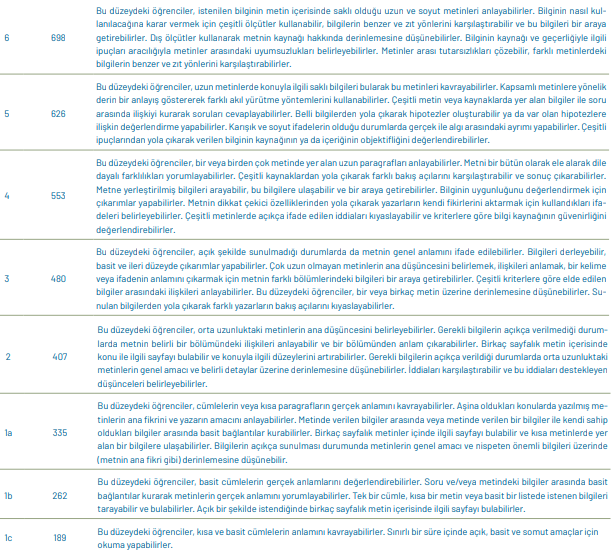 Bu düzeydeki öğrenciler, istenilen bilginin metin içerisinde saklı olduğu uzun ve soyut metinleri anlayabilirler. Bilginin nasıl kul-
lanılacağına karar vermek için çeşitli ölçütler kullanabilir, bilgilerin benzer ve zıt yönlerini karşılaştırabilir ve bu bilgileri bir araya
6 698 getirebilirler. Dış ölçütler kullanarak metnin kaynağı hakkında derinlemesine düşünebilirler. Bilginin kaynağı ve geçerliyle ilgili
ipuçları aracılığıyla metinler arasındaki uyumsuzlukları belirleyebilirler. Metinler arası tutarsızlıkları çözebilir, farklı metinlerdeki
bilgilerin benzer ve zıt yönlerini karşılaştırabilirler.
Bu düzeydeki öğrenciler, uzun metinlerde konuyla ilgili saklı bilgileri bularak bu metinleri kavrayabilirler. Kapsamlı metinlere yönelik
derin bir anlayış göstererek farklı akıl yürütme yöntemlerini kullanabilirler. Çeşitli metin veya kaynaklarda yer alan bilgiler ile soru
5 626 arasında ilişkiyi kurarak soruları cevaplayabilirler. Belli bilgilerden yola çıkarak hipotezler oluşturabilir ya da var olan hipotezlere
ilişkin değerlendirme yapabilirler. Karışık ve soyut ifadelerin olduğu durumlarda gerçek ile algı arasındaki ayrımı yapabilirler. Çeşitli
ipuçlarından yola çıkarak verilen bilginin kaynağının ya da içeriğinin objektifliğini değerlendirebilirler.
Bu düzeydeki öğrenciler, bir veya birden çok metinde yer alan uzun paragrafları anlayabilirler. Metni bir bütün olarak ele alarak dile
dayalı farklılıkları yorumlayabilirler. Çeşitli kaynaklardan yola çıkarak farklı bakış açılarını karşılaştırabilir ve sonuç çıkarabilirler.
Metne yerleştirilmiş bilgileri arayabilir, bu bilgilere ulaşabilir ve bir araya getirebilirler. Bilginin uygunluğunu değerlendirmek için
4 553 çıkarımlar yapabilirler. Metnin dikkat çekici özelliklerinden yola çıkarak yazarların kendi fikirlerini aktarmak için kullandıkları ifa-
deleri belirleyebilirler. Çeşitli metinlerde açıkça ifade edilen iddiaları kıyaslayabilir ve kriterlere göre bilgi kaynağının güvenirliğini
değerlendirebilirler.
Bu düzeydeki öğrenciler, açık şekilde sunulmadığı durumlarda da metnin genel anlamını ifade edilebilirler. Bilgileri derleyebilir,
basit ve ileri düzeyde çıkarımlar yapabilirler. Çok uzun olmayan metinlerin ana düşüncesini belirlemek, ilişkileri anlamak, bir kelime
3 480 veya ifadenin anlamını çıkarmak için metnin farklı bölümlerindeki bilgileri bir araya getirebilirler. Çeşitli kriterlere göre elde edilen
bilgiler arasındaki ilişkileri anlayabilirler. Bu düzeydeki öğrenciler, bir veya birkaç metin üzerine derinlemesine düşünebilirler. Su-
nulan bilgilerden yola çıkarak farklı yazarların bakış açılarını kıyaslayabilirler.
Bu düzeydeki öğrenciler, orta uzunluktaki metinlerin ana düşüncesini belirleyebilirler. Gerekli bilgilerin açıkça verilmediği durum-
larda metnin belirli bir bölümündeki ilişkileri anlayabilir ve bir bölümünden anlam çıkarabilirler. Birkaç sayfalık metin içerisinde
2 407 konu ile ilgili sayfayı bulabilir ve konuyla ilgili düzeylerini artırabilirler. Gerekli bilgilerin açıkça verildiği durumlarda orta uzunluktaki
metinlerin genel amacı ve belirli detaylar üzerine derinlemesine düşünebilirler. İddiaları karşılaştırabilir ve bu iddiaları destekleyen
düşünceleri belirleyebilirler.
Bu düzeydeki öğrenciler, cümlelerin veya kısa paragrafların gerçek anlamını kavrayabilirler. Aşina oldukları konularda yazılmış me-
tinlerin ana fikrini ve yazarın amacını anlayabilirler. Metinde verilen bilgiler arasında veya metinde verilen bir bilgi ile kendi sahip
1a 335 oldukları bilgiler arasında basit bağlantılar kurabilirler. Birkaç sayfalık metinler içinde ilgili sayfayı bulabilir ve kısa metinlerde yer
alan bir bilgilere ulaşabilirler. Bilgilerin açıkça sunulması durumunda metinlerin genel amacı ve nispeten önemli bilgileri üzerinde
(metnin ana fikri gibi) derinlemesine düşünebilir.
Bu düzeydeki öğrenciler, basit cümlelerin gerçek anlamlarını değerlendirebilirler. Soru ve/veya metindeki bilgiler arasında basit
1b 262 bağlantılar kurarak metinlerin gerçek anlamını yorumlayabilirler. Tek bir cümle, kısa bir metin veya basit bir listede istenen bilgileri
tarayabilir ve bulabilirler. Açık bir şekilde istendiğinde birkaç sayfalık metin içerisinde ilgili sayfayı bulabilirler.
1c 189 Bu düzeydeki öğrenciler, kısa ve basit cümlelerin anlamını kavrayabilirler. Sınırlı bir süre içinde açık, basit ve somut amaçlar için
okuma yapabilirler.